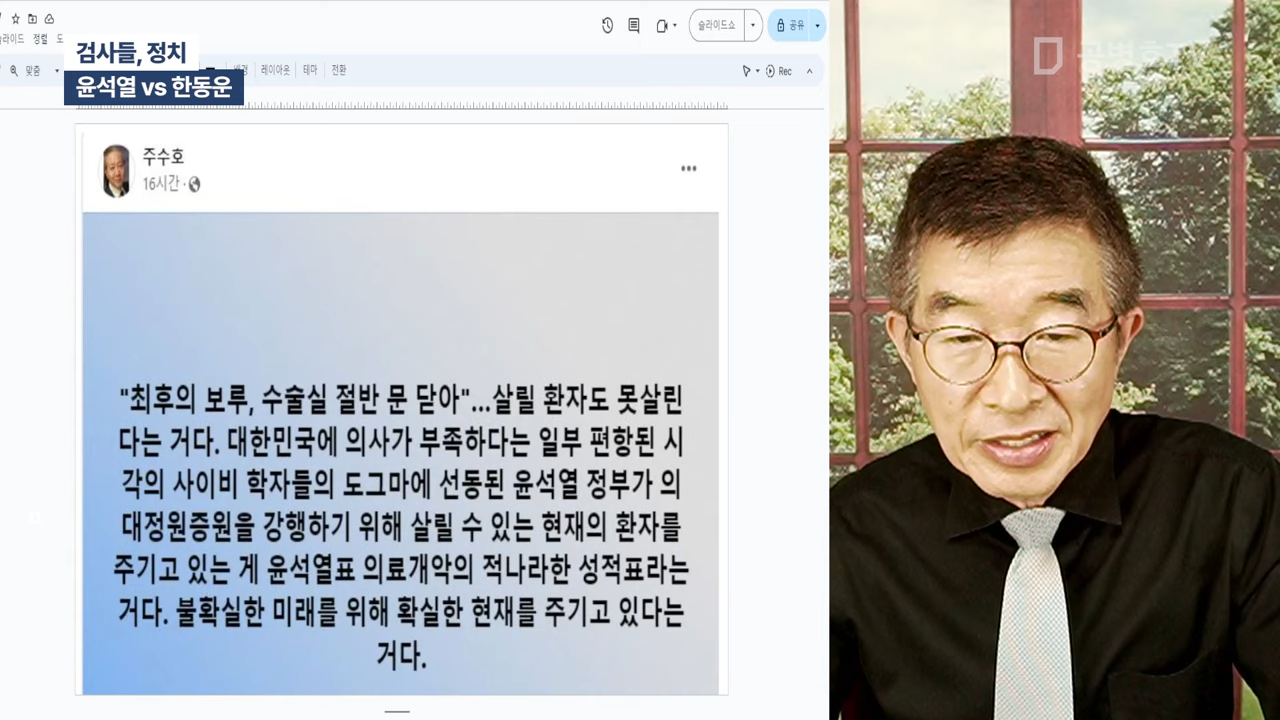 슬라이드쇼
공유
검사들, 정치
윤석열 vs 한동운
정렬
맞춤
레이아웃
테마
전환
Rec
주수호
16시간
"최후의 보루, 수술실 절반 문 닫아"...살릴 환자도 못살린
다는 거다. 대한민국에 의사가 부족하다는 일부 편향된 시
각의 사이비 학자들의 도그마에 선동된 윤석열 정부가 의
대정원증원을 강행하기 위해 살릴 수 있는 현재의 환자를
주기고 있는 게 윤석열표 의료개악의 적나라한 성적표라는
거다. 불확실한 미래를 위해 확실한 현재를 주기고 있다는
거다.